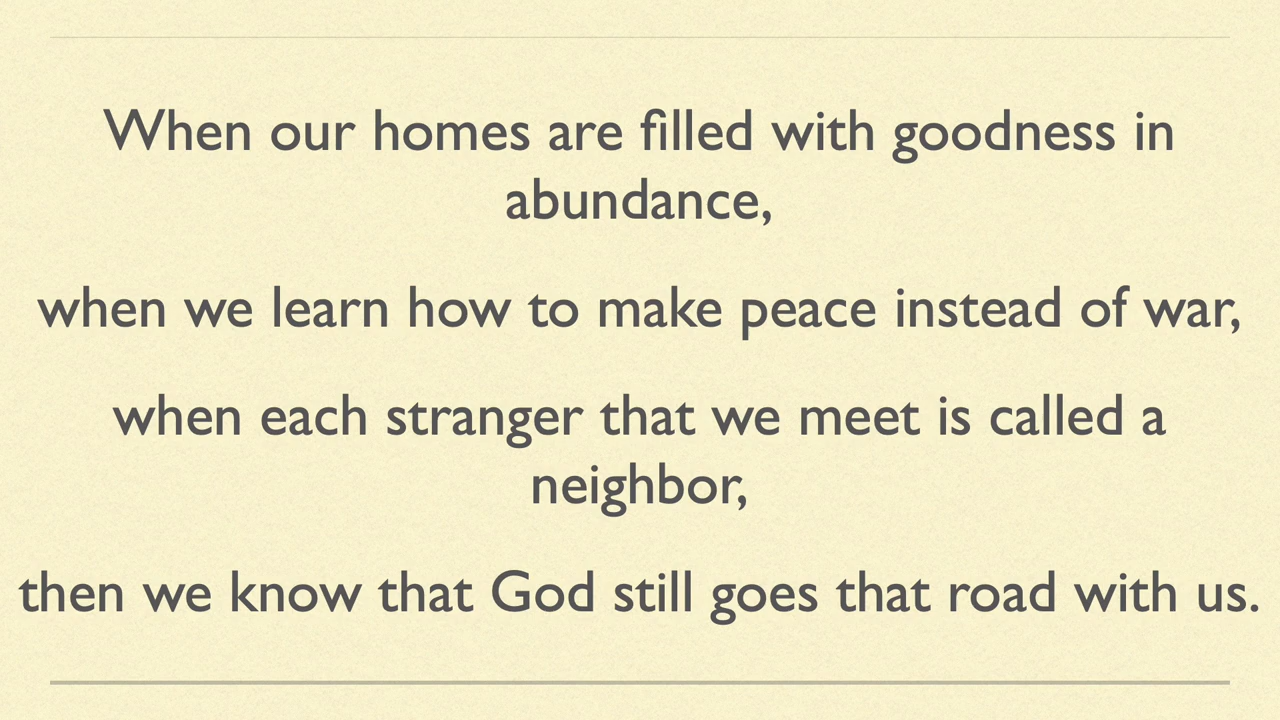 When our homes are filled with goodness in
abundance,
when we learn how to make peace instead of war,
when each stranger that we meet is called a
neighbor,
then we know that God still goes that road with us.